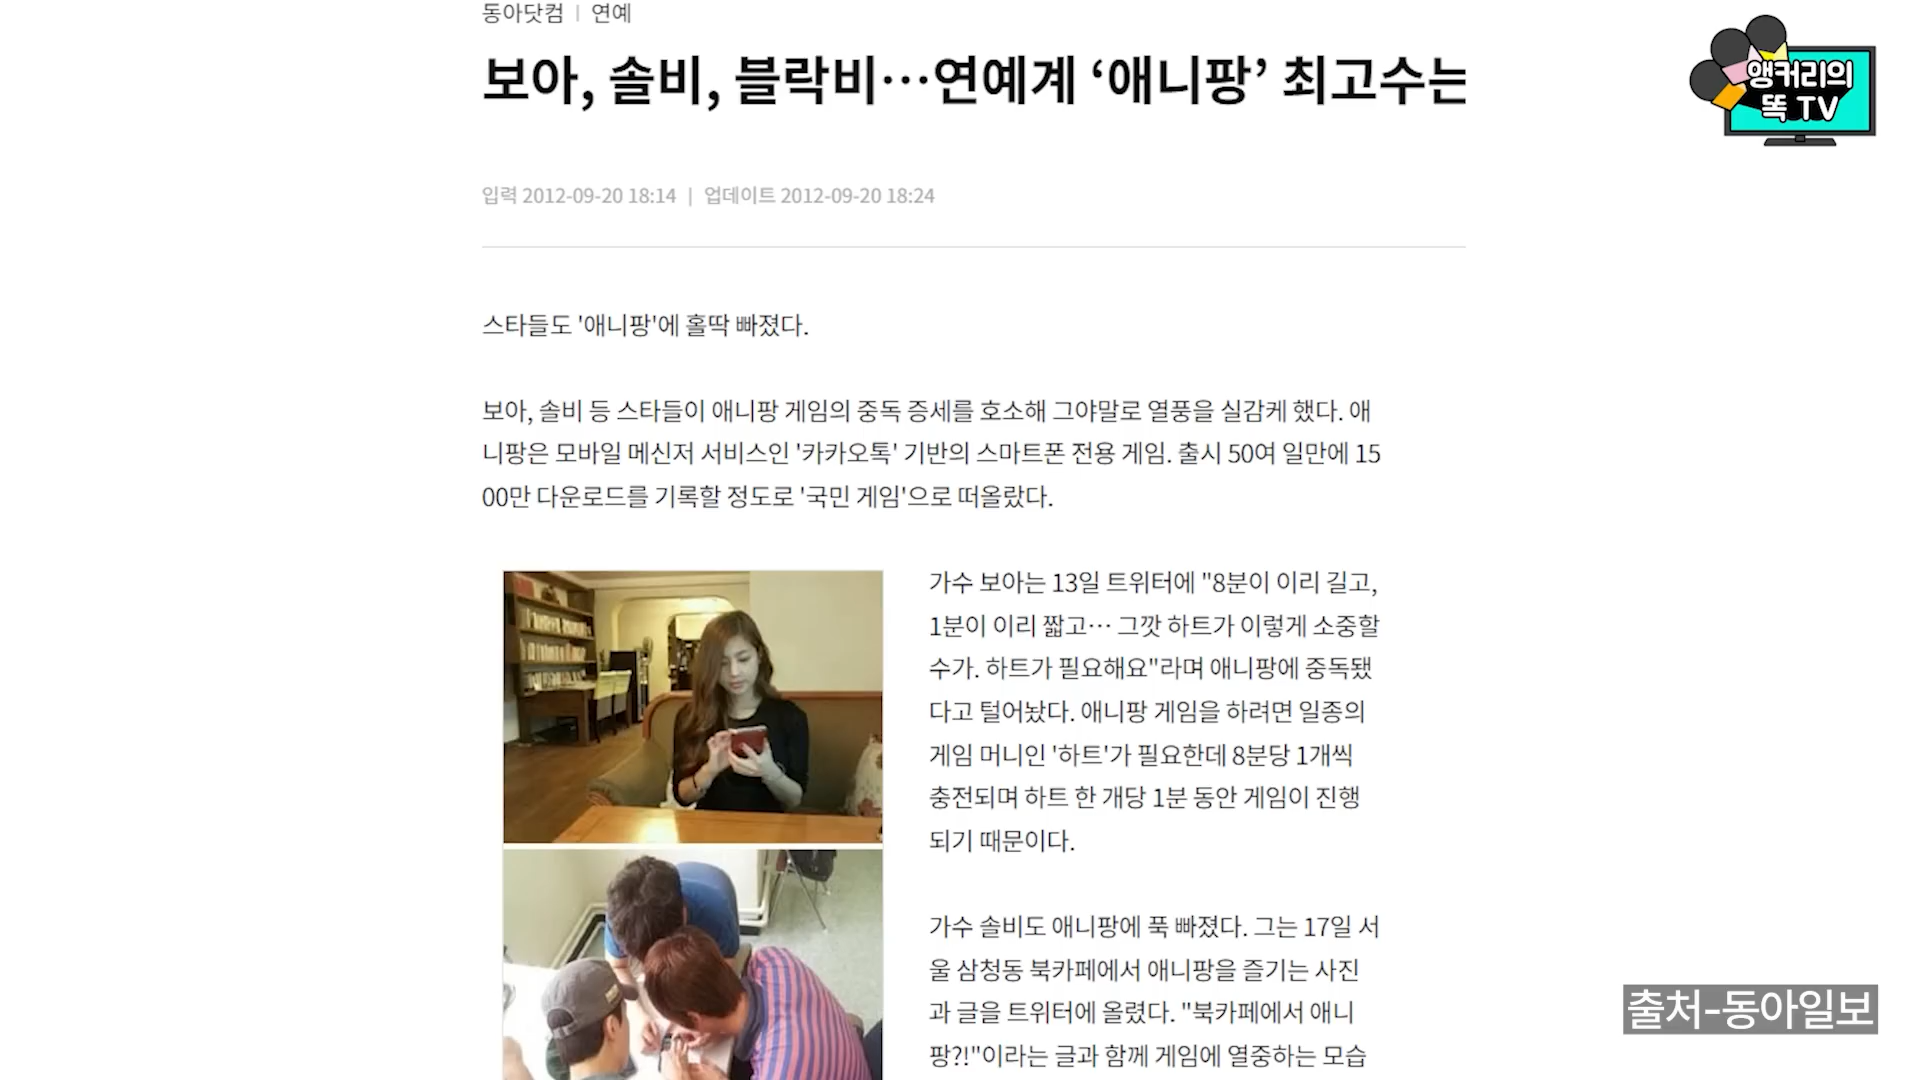 동아닷컴 | 연예
보아, 솔비, 블락비…연예계 ‘애니팡’ 최고수는
앵커리의
똑 TV
입력 2012-09-20 18:14 | 업데이트 2012-09-20 18:24
스타들도 '애니팡'에 홀딱 빠졌다.
보아, 솔비 등 스타들이 애니팡 게임의 중독 증세를 호소해 그야말로 열풍을 실감케 했다. 애
니팡은 모바일 메신저 서비스인 '카카오톡' 기반의 스마트폰 전용 게임. 출시 50여 일만에 15
00만 다운로드를 기록할 정도로 '국민 게임'으로 떠올랐다.
가수 보아는 13일 트위터에 "8분이 이리 길고,
1분이 이리 짧고… 그깟 하트가 이렇게 소중할
수가. 하트가 필요해요"라며 애니팡에 중독됐
다고 털어놨다. 애니팡 게임을 하려면 일종의
게임 머니인 '하트'가 필요한데 8분당 1개씩
충전되며 하트 한 개당 1분 동안 게임이 진행
되기 때문이다.
가수 솔비도 애니팡에 푹 빠졌다. 그는 17일 서
울 삼청동 북카페에서 애니팡을 즐기는 사진
과 글을 트위터에 올렸다. "북카페에서 애니
팡?!"이라는 글과 함께 게임에 열중하는 모습
출처-동아일보